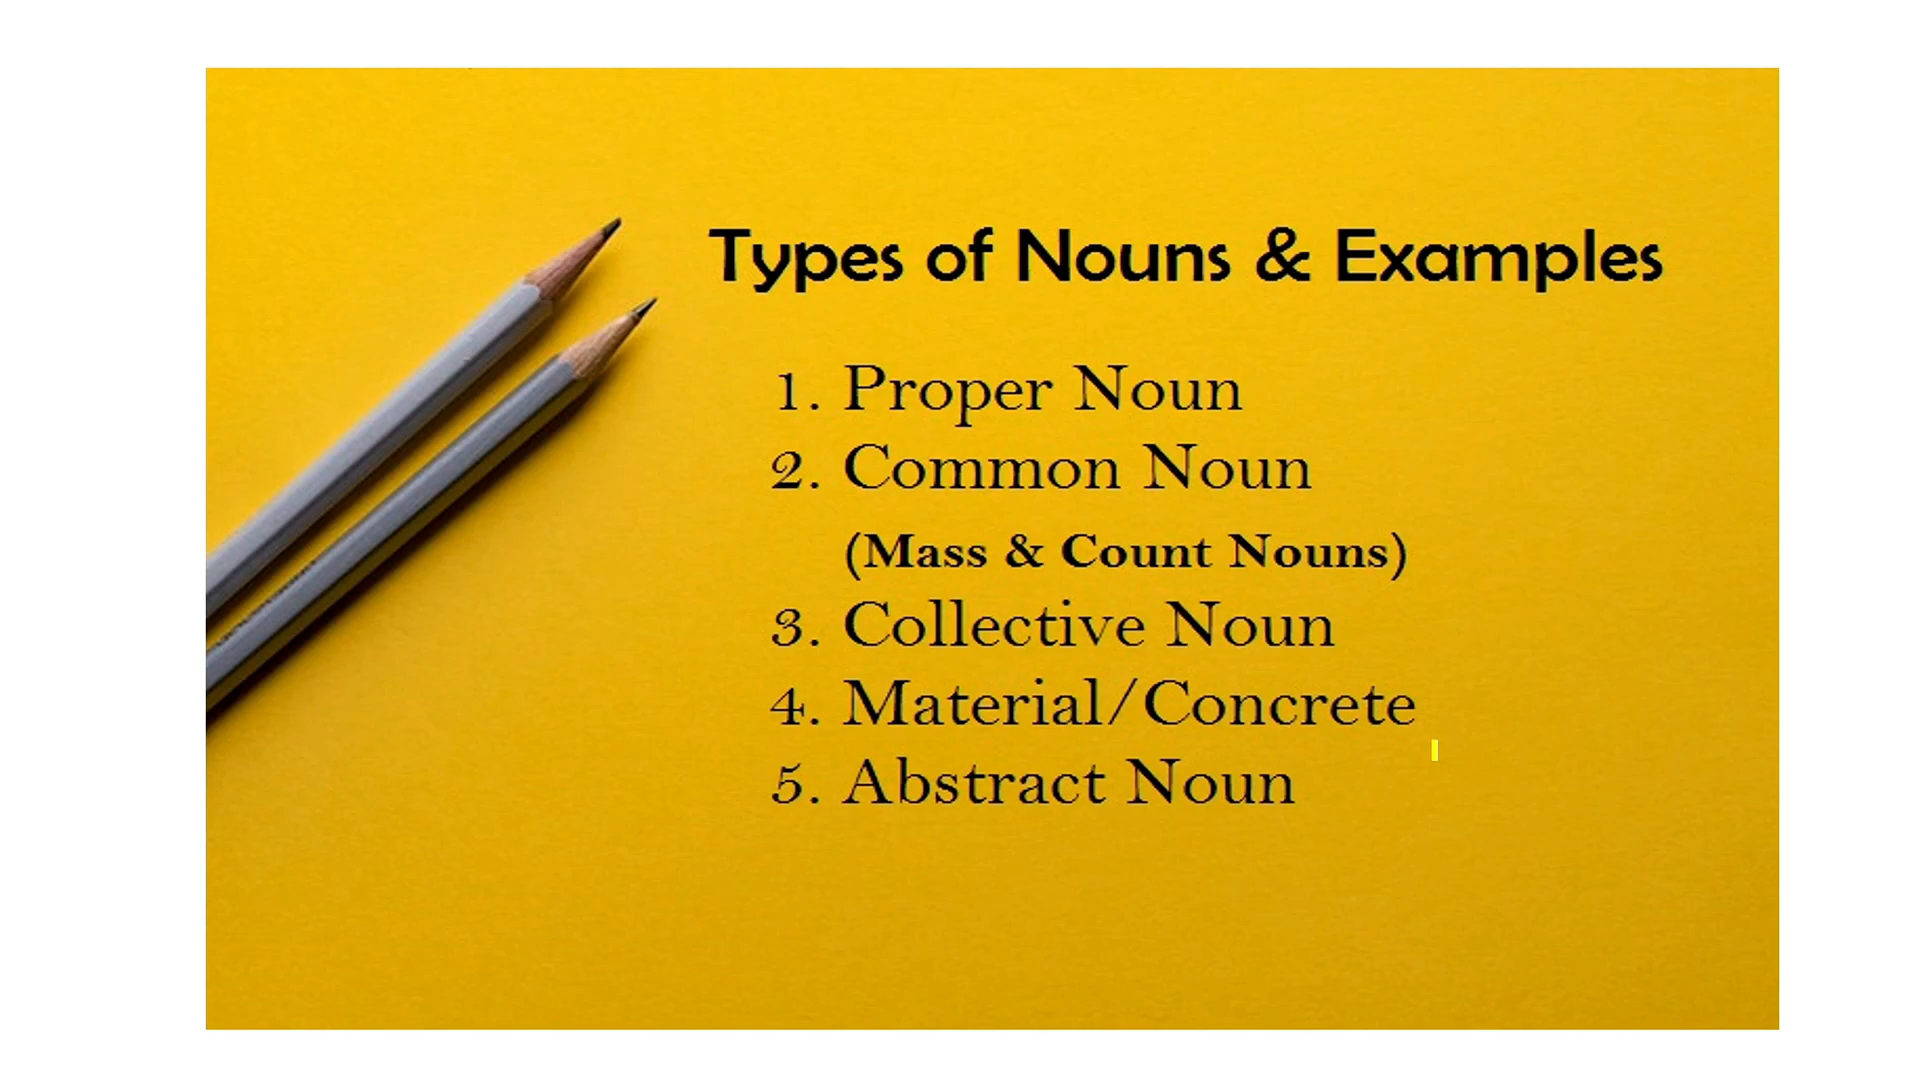 Types of Nouns & Examples
1. Proper Noun
2. Common Noun
(Mass & Count Nouns)
3. Collective Noun
4. Material/Concrete
5. Abstract Noun